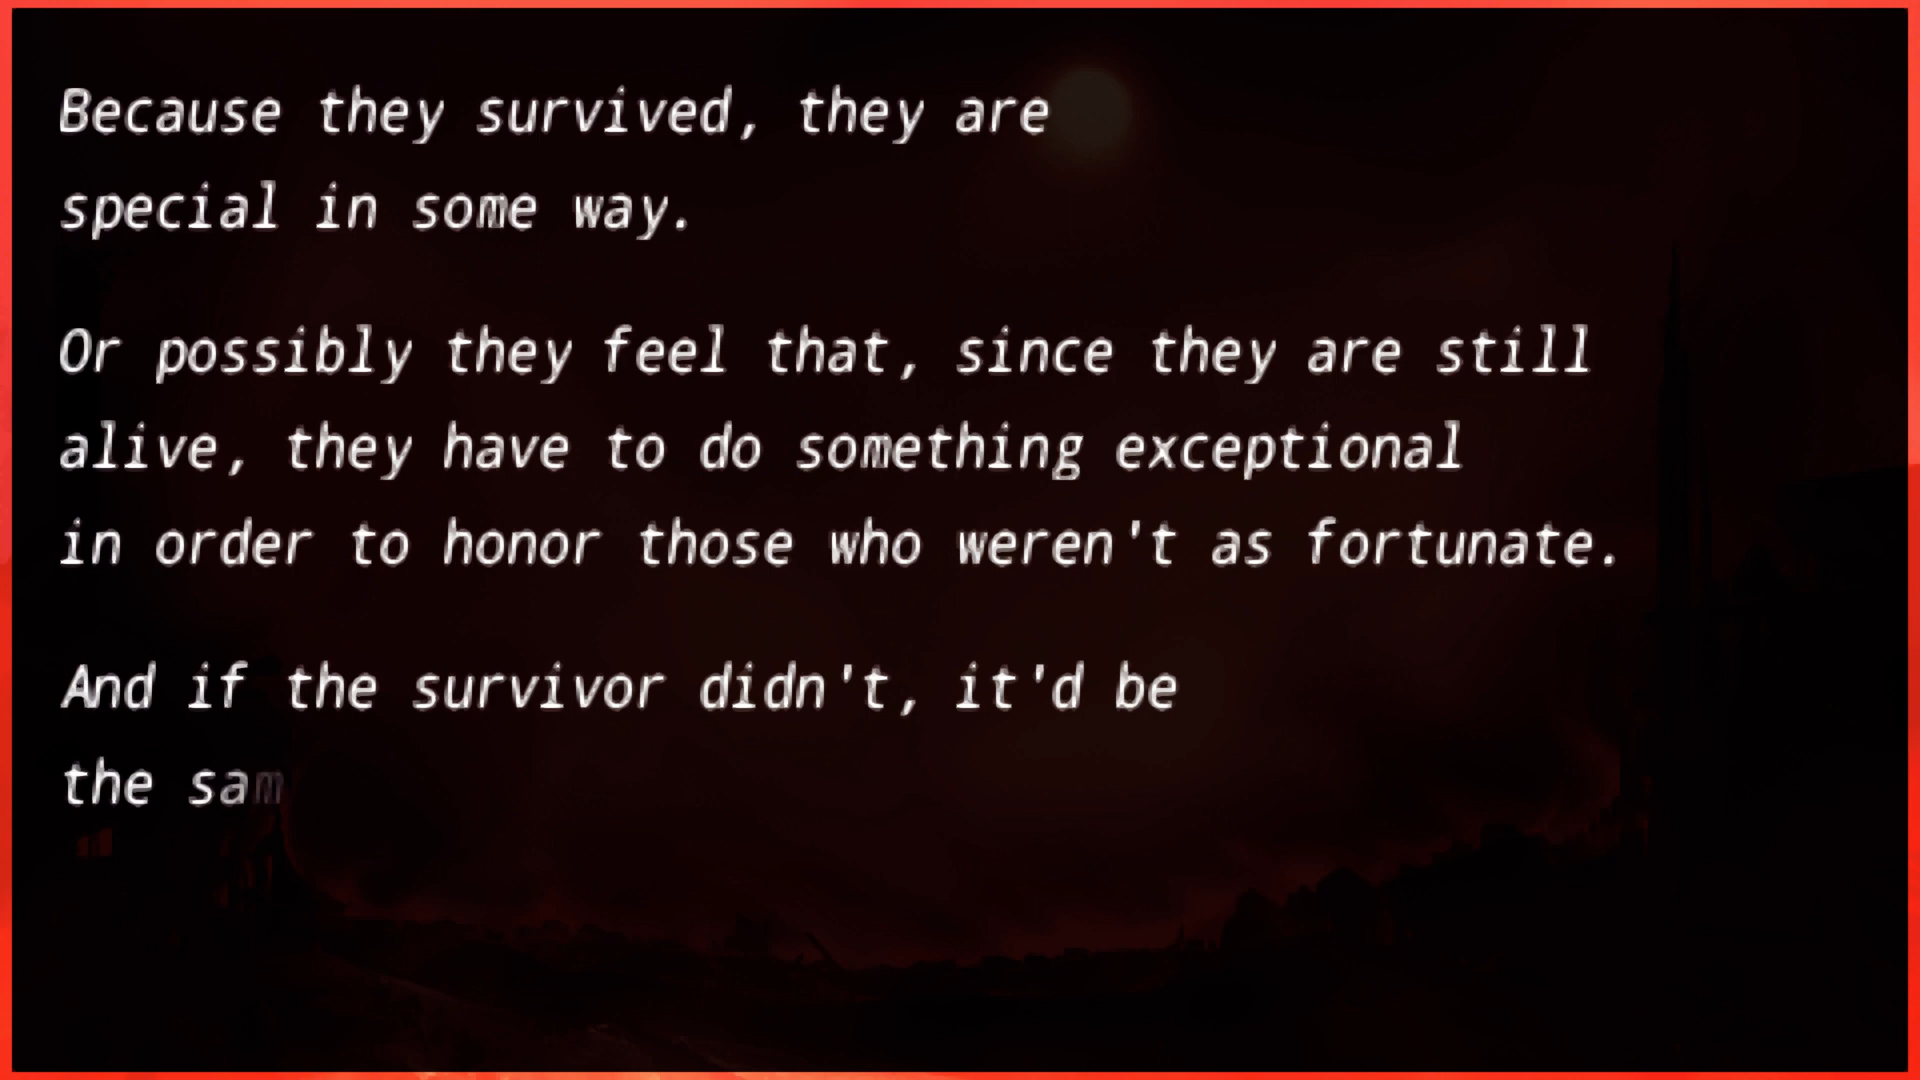 Because they survived, they are
special in some way.
Or possibly they feel that, since they are still
alive, they have to do something exceptional
in order to honor those who weren't as fortunate.
And if the survivor didn't, it'd be
the sam